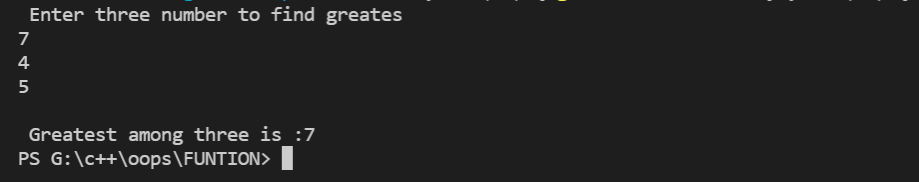 Enter three number to find greates
7
4
5
Greatest among three is :7
PS G:\c++\oops\FUNTION>